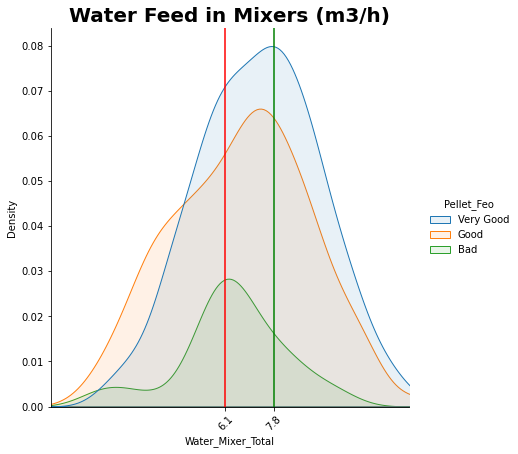 Water Feed in Mixers (m3/h)
0.08
0.07
0.06
0.05
0.04
0.03
0.02
0.01
0.00
Density
6.1
7.8
Water_Mixer_Total
Pellet_Feo
Very Good
Good
Bad